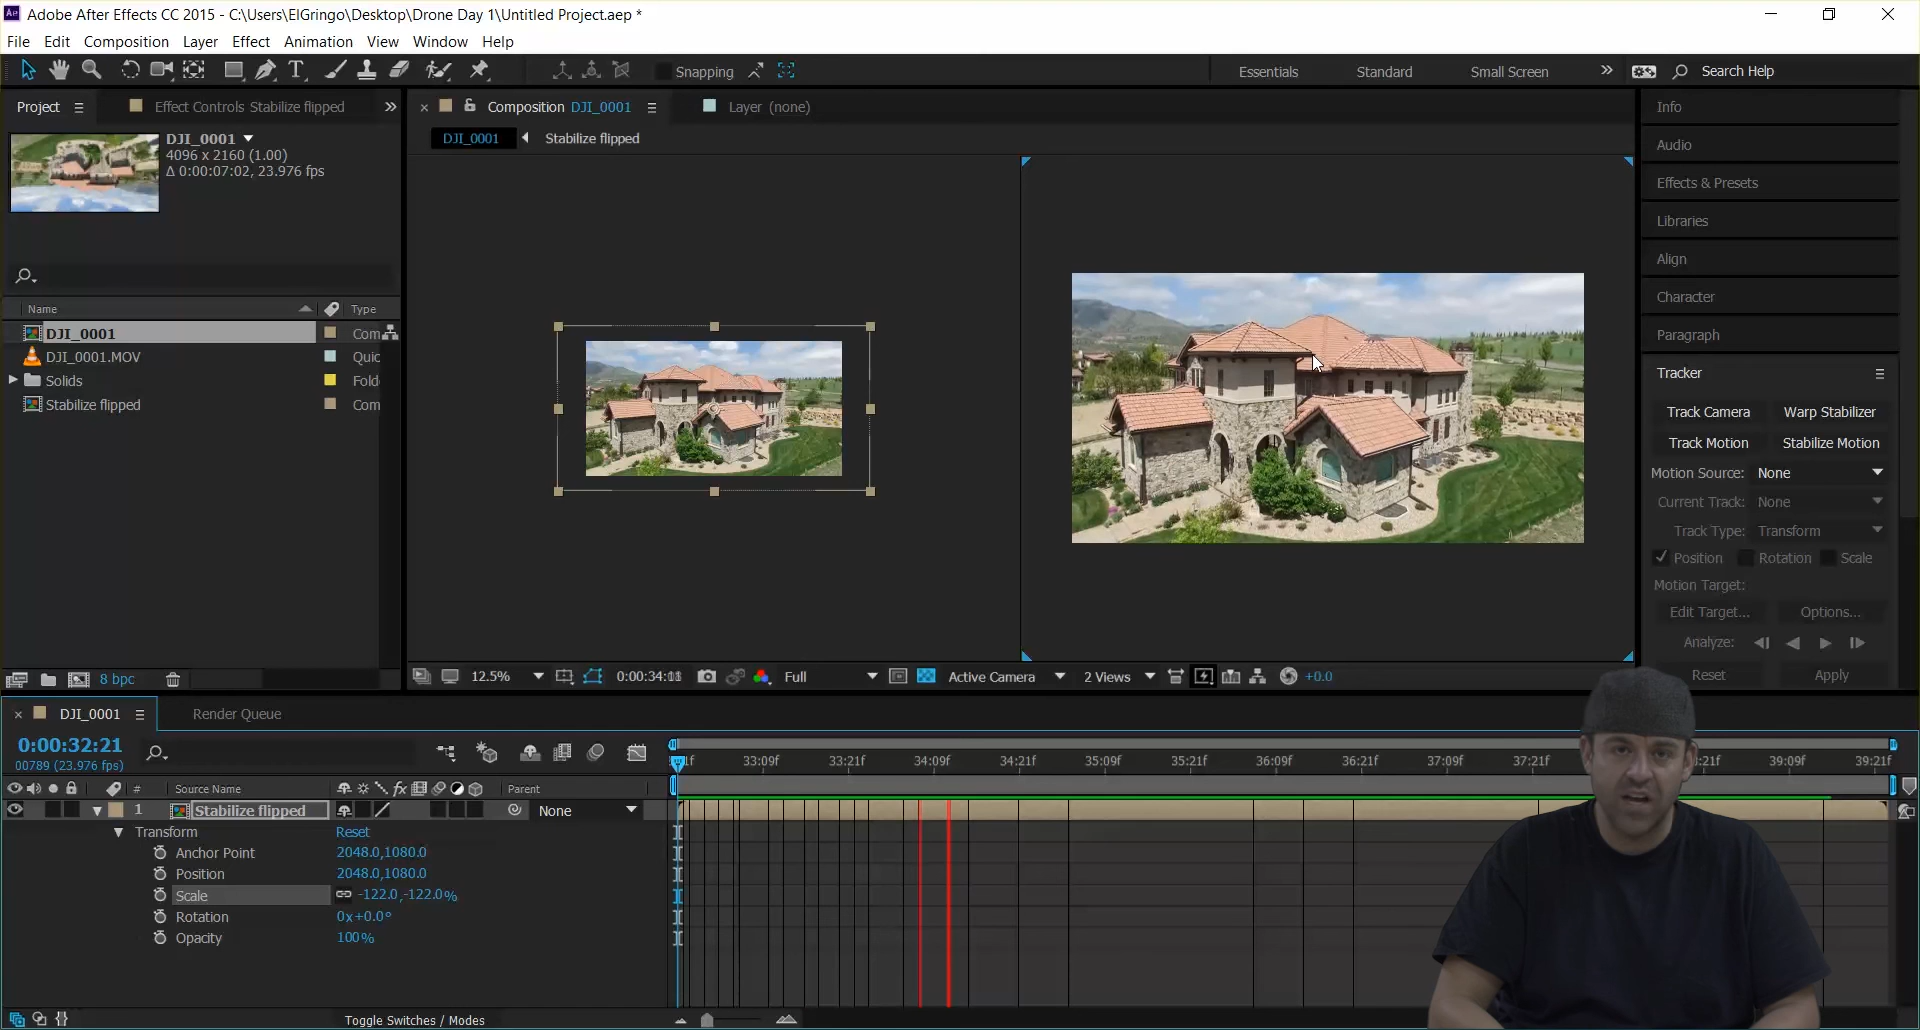 Adobe After Effects CC 2015 - C:\Users\ElGringo\Desktop\Drone Day 1\Untitled Project.aep *
File Edit Composition Layer Effect Animation View Window Help
Snapping Essentials Standard Small Screen Search Help
Project Effect Controls Stabilize flipped Composition DJI_0001 Layer (none) Info
DJI_0001 Stabilize flipped
DJI_0001
4096 x 2160 (1.00)
Δ 0:00:07:02, 23.976 fps
Audio
Effects & Presets
Libraries
Align
Character
Paragraph
Name Type
DJI_0001 Com
DJI_0001.MOV Quic
Solids Fold
Stabilize flipped Com
Tracker
Track Camera Warp Stabilizer
Track Motion Stabilize Motion
Motion Source: None
Current Track: None
Track Type: Transform
Position Rotation Scale
Motion Target:
Edit Target... Options...
Analyze:
Reset Apply
8 bpc 12.5% Full Active Camera 2 Views +0.0
DJI_0001 Render Queue
0:00:32:21
00789 (23.976 fps)
33:09f 33:21f 34:09f 34:21f 35:09f 35:21f 36:09f 36:21f 37:09f 37:21f 39:09f 39:21f
# Source Name fx Parent
1 Stabilize flipped None
Transform Reset
Anchor Point 2048.0,1080.0
Position 2048.0,1080.0
Scale -122.0,-122.0%
Rotation 0x+0.0°
Opacity 100%
Toggle Switches / Modes